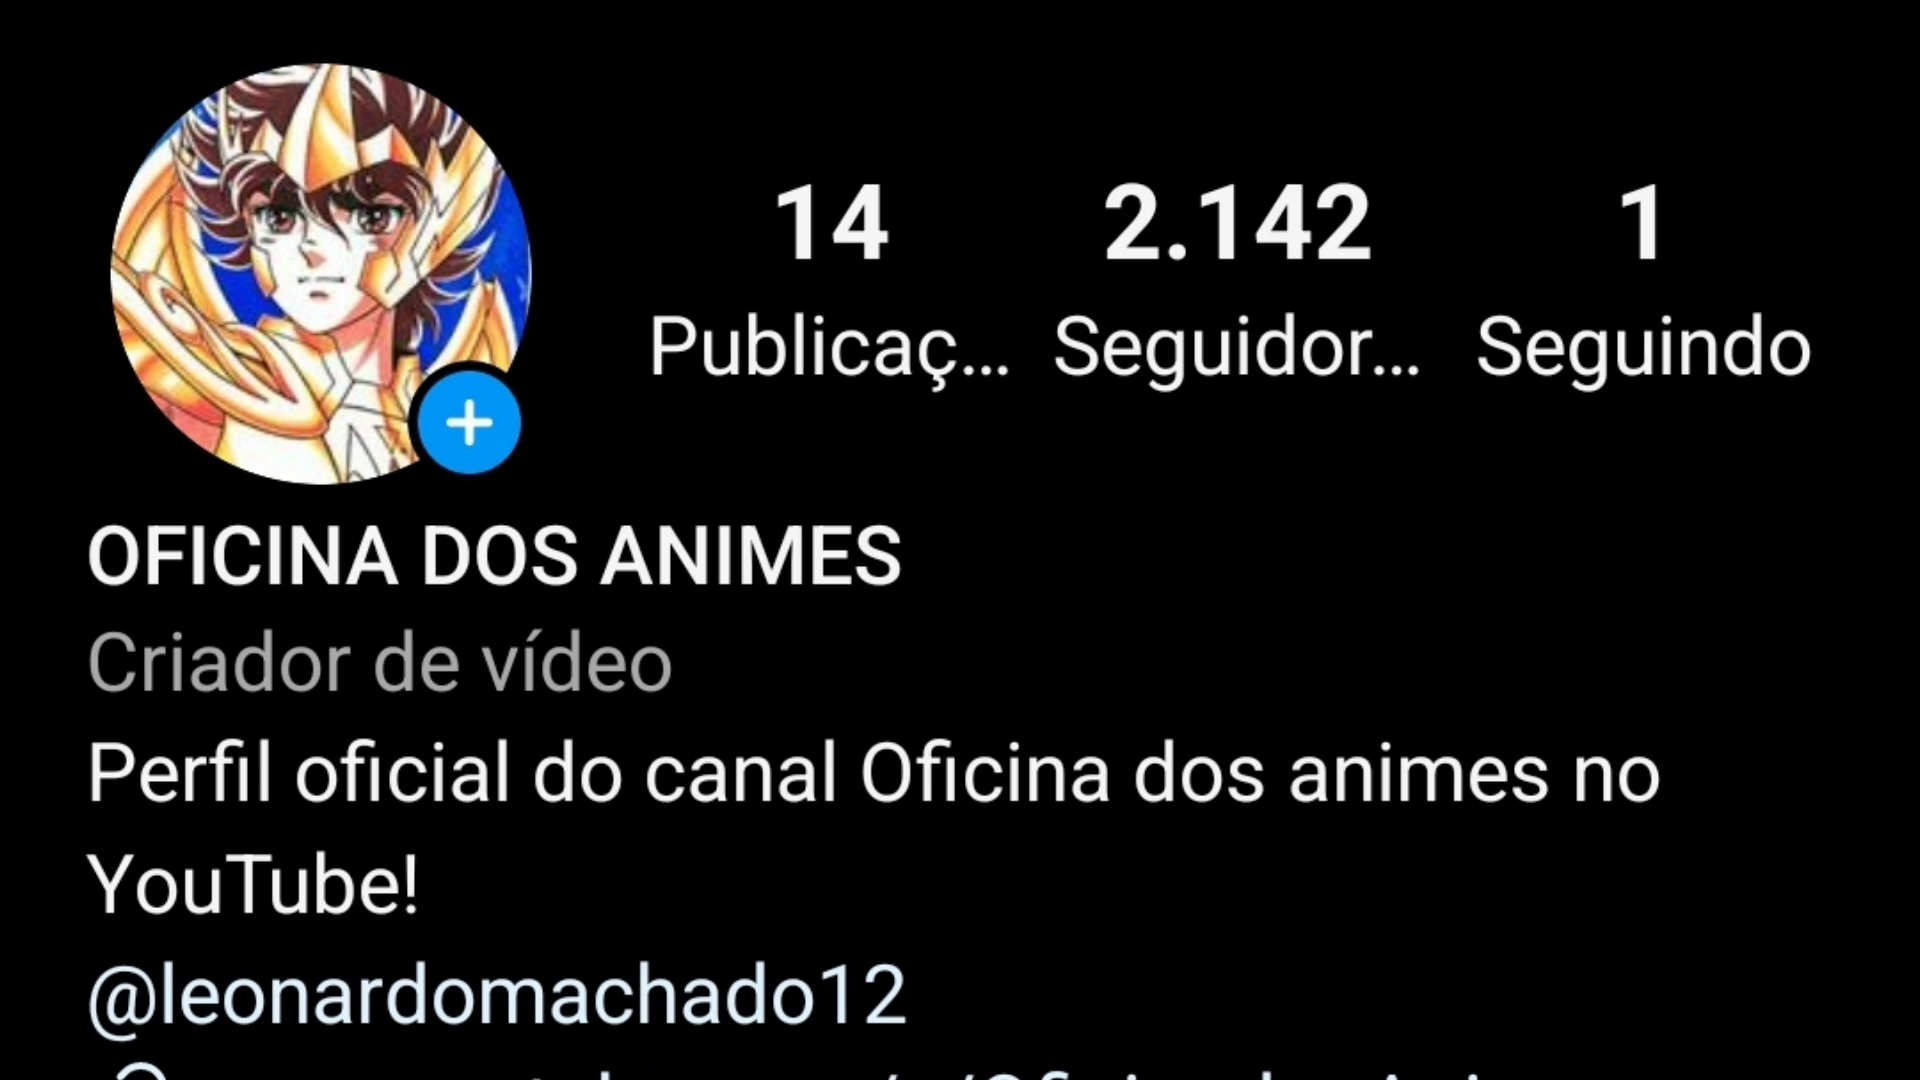 14 2.142 1
Publicaç... Seguidor... Seguindo
OFICINA DOS ANIMES
Criador de vídeo
Perfil oficial do canal Oficina dos animes no
YouTube!
@leonardomachado12